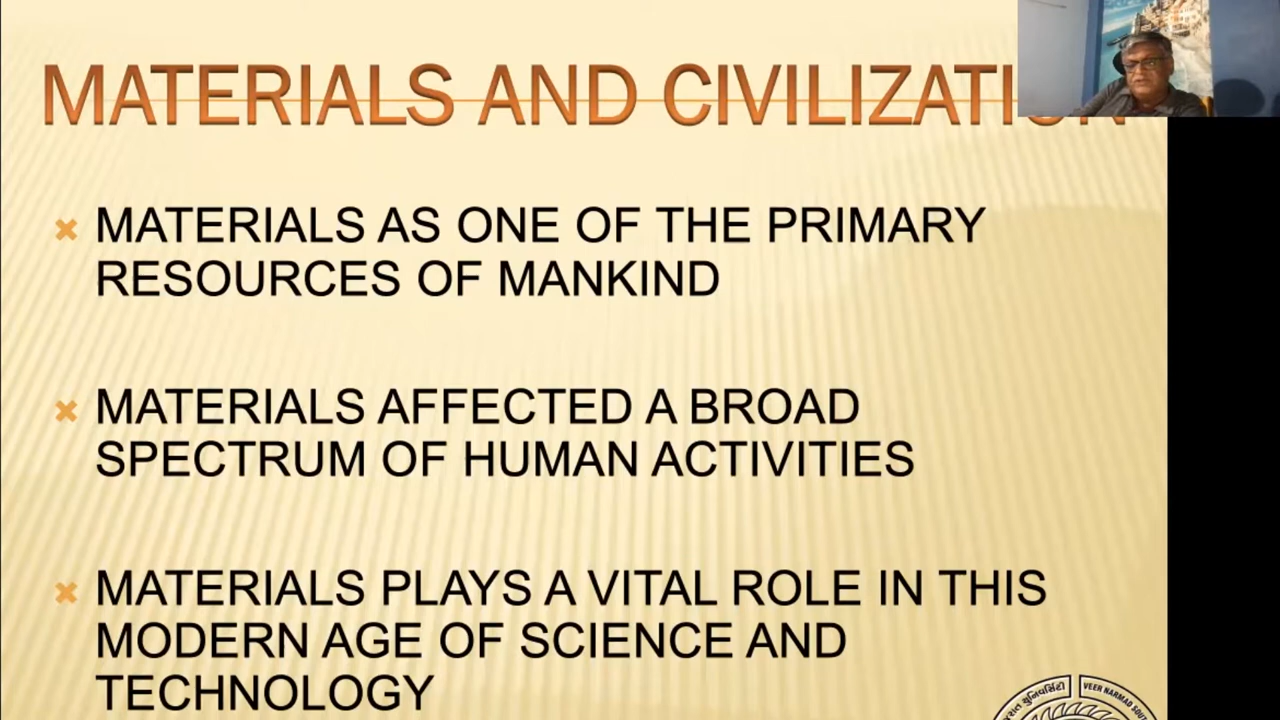 MATERIALS AND CIVILIZATION
MATERIALS AS ONE OF THE PRIMARY
RESOURCES OF MANKIND
MATERIALS AFFECTED A BROAD
SPECTRUM OF HUMAN ACTIVITIES
MATERIALS PLAYS A VITAL ROLE IN THIS
MODERN AGE OF SCIENCE AND
TECHNOLOGY
યુનિવર્સિટી
VEER NARMAD